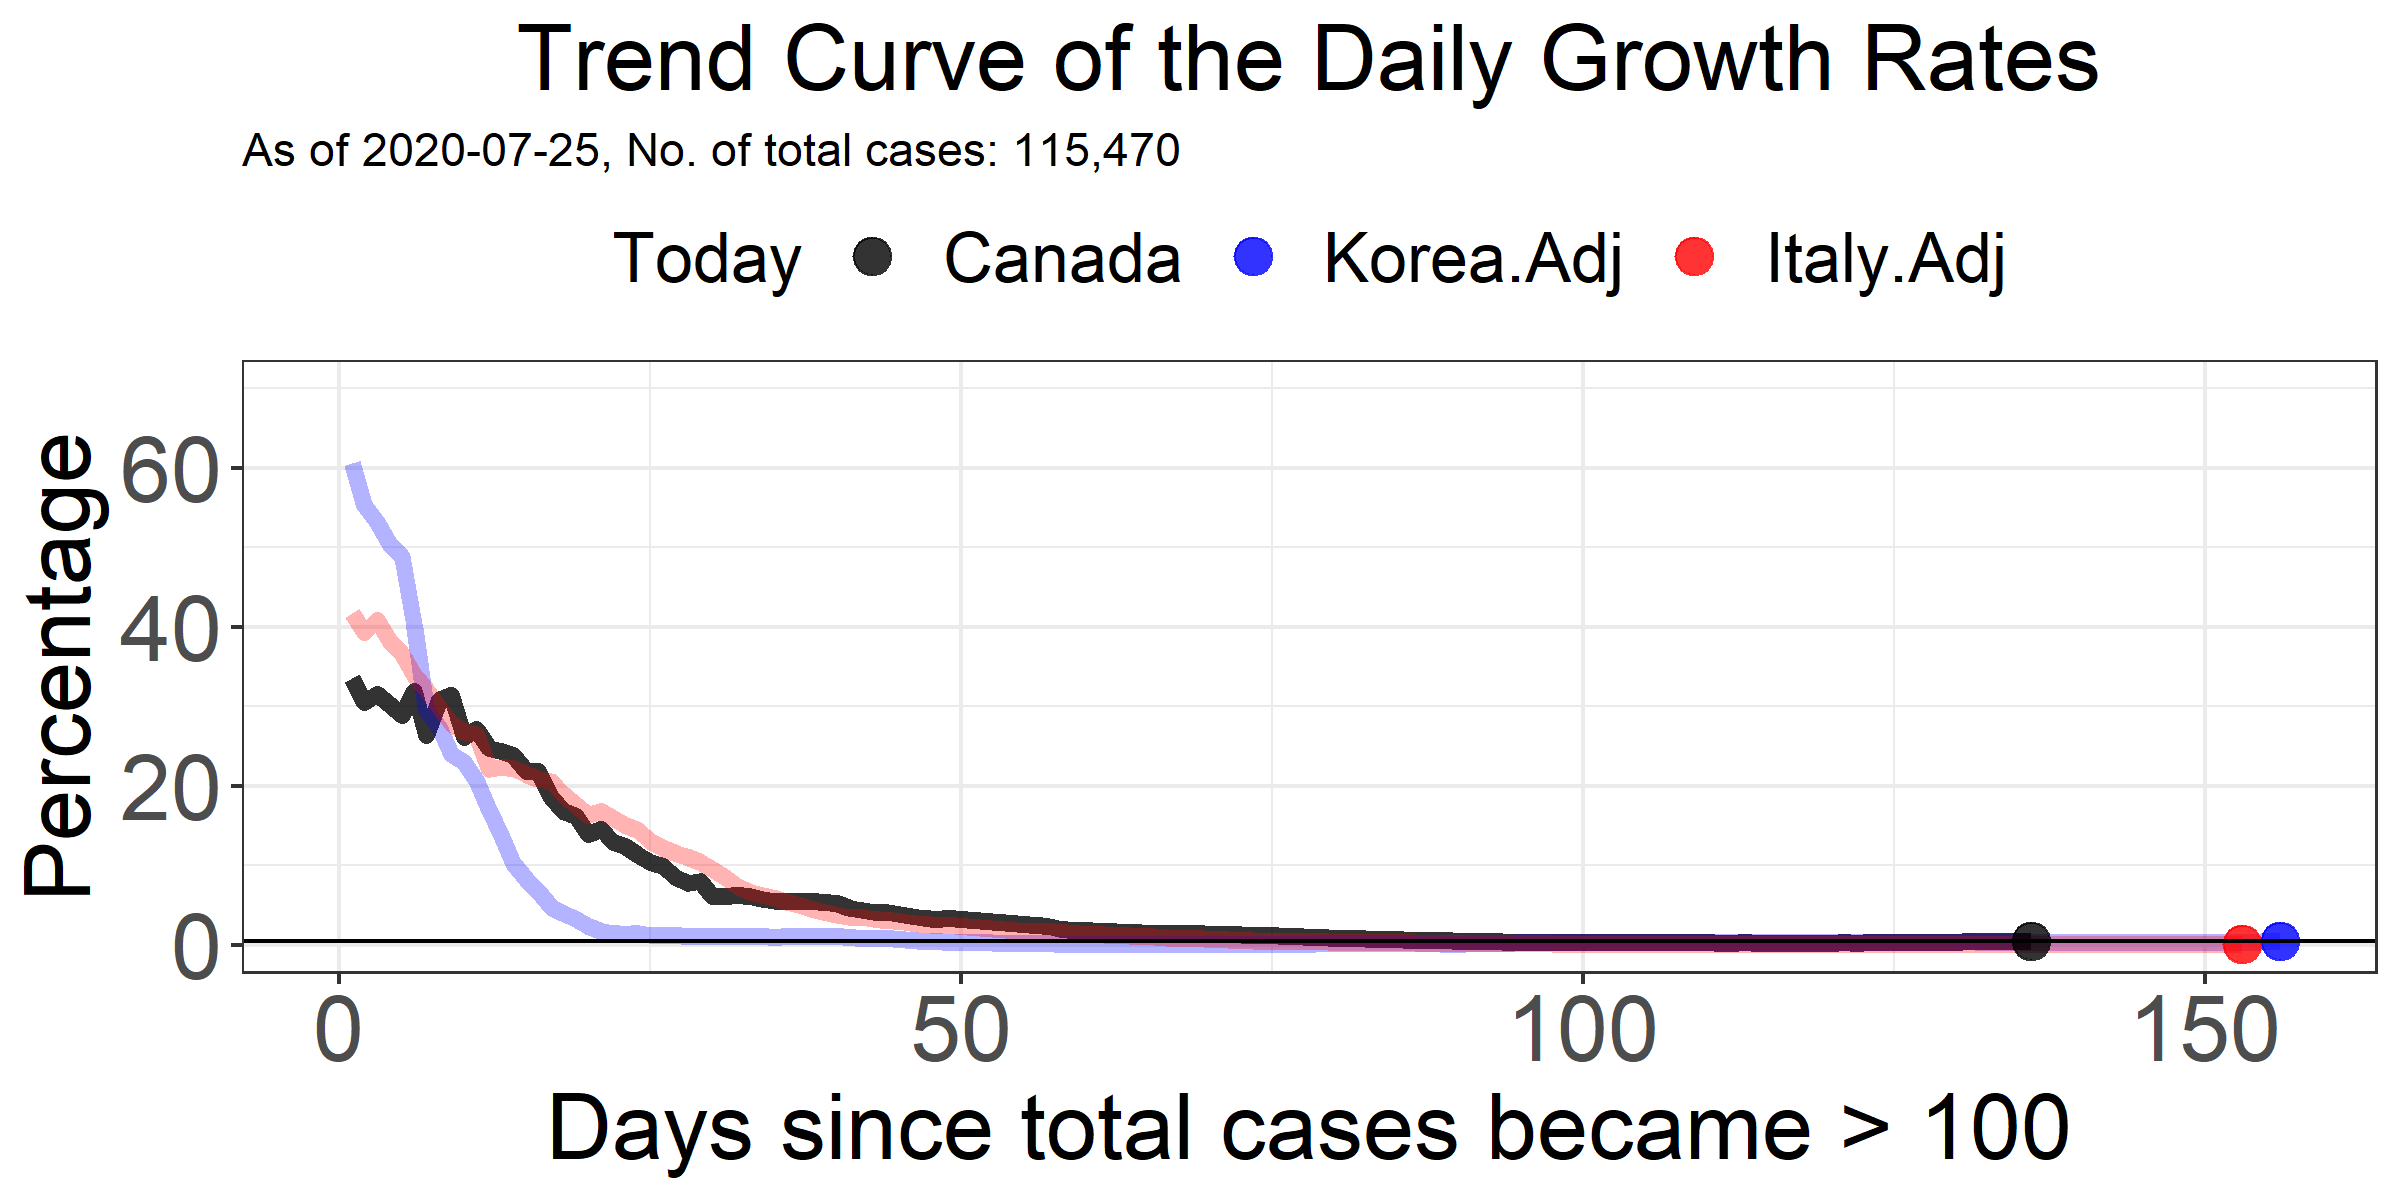 Trend Curve of the Daily Growth Rates
As of 2020-07-25, No. of total cases: 115,470
Today Canada Korea.Adj Italy.Adj
Percentage
60
40
20
0
0 50 100 150
Days since total cases became > 100